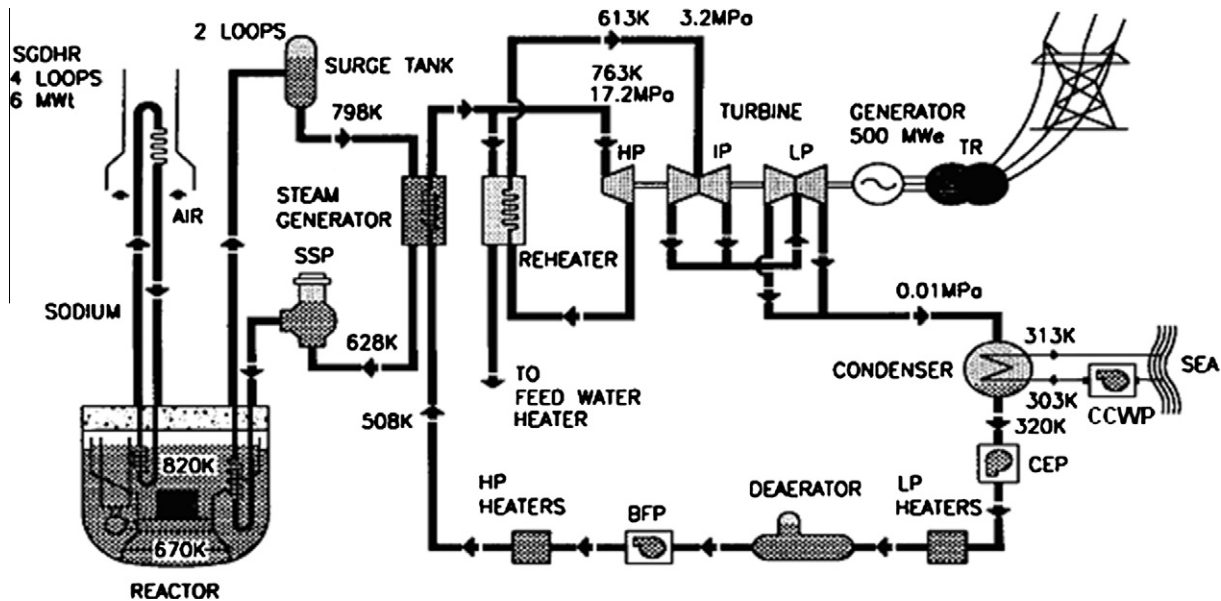 SGDHR
4 LOOPS
6 MWt
2 LOOPS
SURGE TANK
798K
613K 3.2MPa
763K
17.2MPa
TURBINE
HP
IP
LP
GENERATOR
500 MWe
TR
AIR
STEAM
GENERATOR
REHEATER
SSP
SODIUM
628K
0.01MPa
313K
CONDENSER
SEA
303K
CCWP
320K
TO
FEED WATER
HEATER
508K
CEP
820K
HP
HEATERS
BFP
DEAERATOR
LP
HEATERS
670K
REACTOR